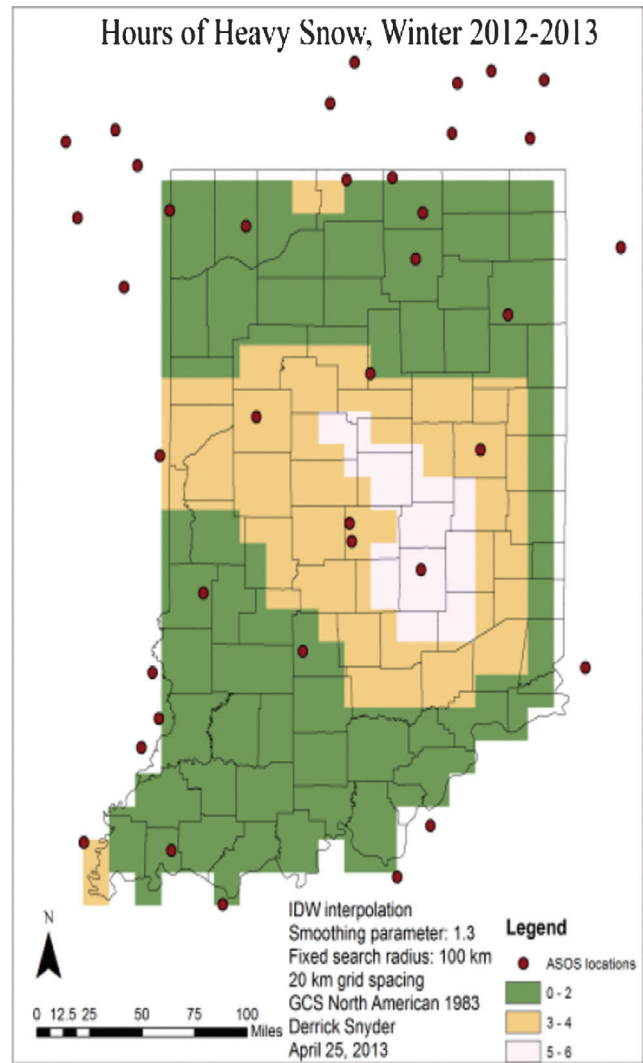 Hours of Heavy Snow, Winter 2012-2013
IDW interpolation
Smoothing parameter: 1.3
Fixed search radius: 100 km
20 km grid spacing
GCS North American 1983
Derrick Snyder
April 25, 2013
Legend
ASOS locations
0 - 2
3 - 4
5 - 6
N
0 12.5 25 50 75 100
Miles